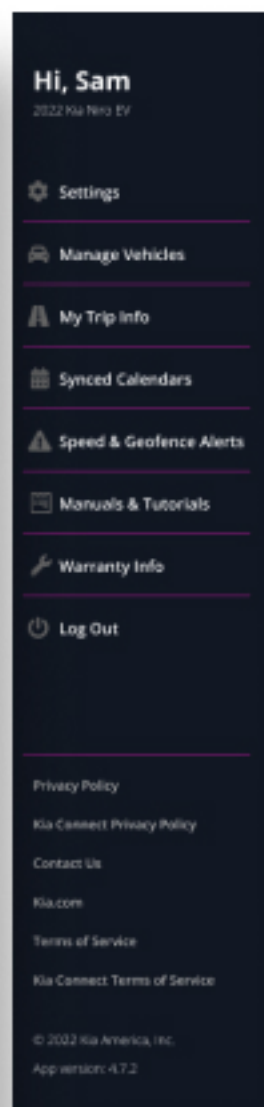 Hi, Sam
2022 Kia Niro EV
Settings
Manage Vehicles
My Trip Info
Synced Calendars
Speed & Geofence Alerts
Manuals & Tutorials
Warranty Info
Log Out
Privacy Policy
Kia Connect Privacy Policy
Contact Us
Kia.com
Terms of Service
Kia Connect Terms of Service
© 2022 Kia America, Inc.
App version: 4.7.2